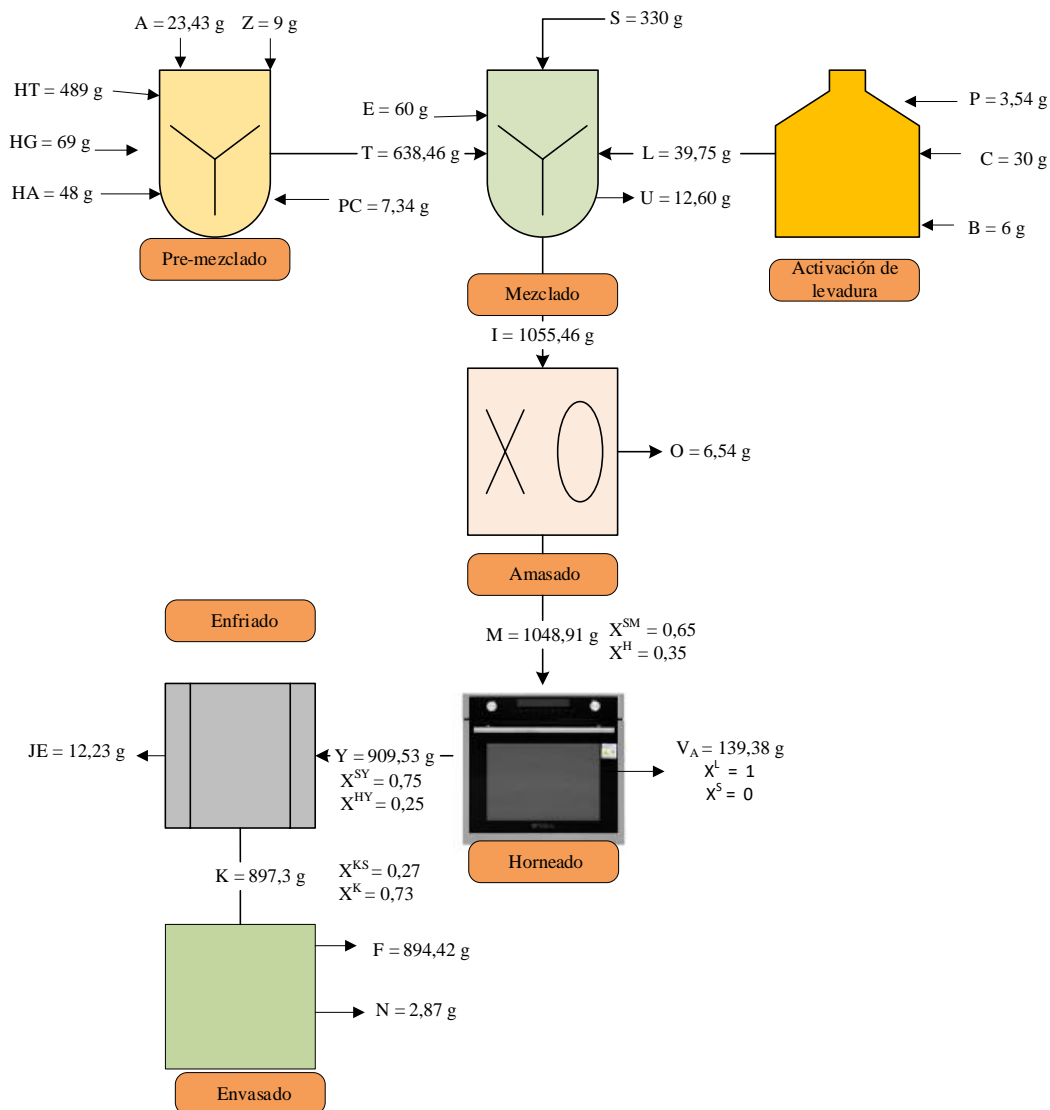 A = 23,43 g
Z = 9 g
S = 330 g
HT = 489 g
E = 60 g
P = 3,54 g
HG = 69 g
T = 638,46 g
L = 39,75 g
C = 30 g
HA = 48 g
PC = 7,34 g
U = 12,60 g
B = 6 g
Pre-mezclado
Mezclado
Activación de
levadura
I = 1055,46 g
O = 6,54 g
Amasado
Enfriado
M = 1048,91 g
X^SM = 0,65
X^H = 0,35
JE = 12,23 g
Y = 909,53 g
X^SY = 0,75
X^HY = 0,25
V_A = 139,38 g
X^L = 1
X^S = 0
Horneado
K = 897,3 g
X^KS = 0,27
X^K = 0,73
F = 894,42 g
N = 2,87 g
Envasado